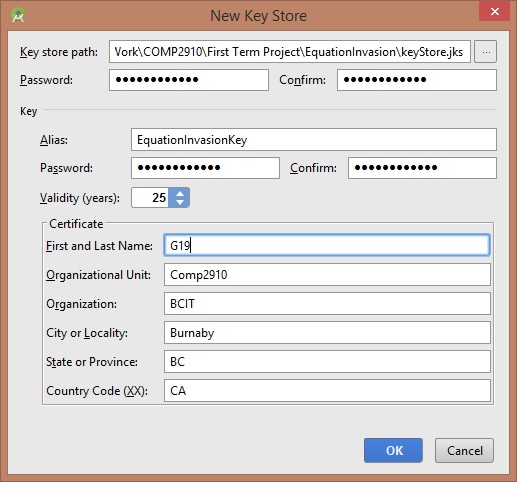 New Key Store
Key store path: Vork\COMP2910\First Term Project\EquationInvasion\keyStore.jks ...
Password: ●●●●●●●●●●●● Confirm: ●●●●●●●●●●●●
Key
Alias: EquationInvasionKey
Password: ●●●●●●●●●●●● Confirm: ●●●●●●●●●●●●
Validity (years): 25
Certificate
First and Last Name: G19
Organizational Unit: Comp2910
Organization: BCIT
City or Locality: Burnaby
State or Province: BC
Country Code (XX): CA
OK Cancel